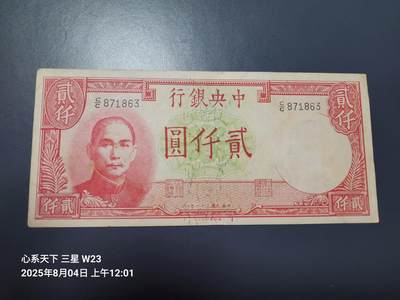 中央銀行
貳仟
貳仟
C/E 871863
C/E 871863
貳仟圓
貳仟
貳仟
心系天下 三星 W23
2025年8月04日 上午12:01